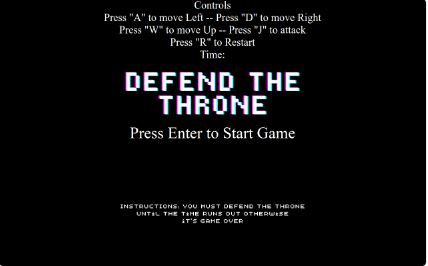 Controls
Press "A" to move Left -- Press "D" to move Right
Press "W" to move Up -- Press "J" to attack
Press "R" to Restart
Time:
DEFEND THE
THRONE
Press Enter to Start Game
INSTRUCTIONS: YOU MUST DEFEND THE THRONE
UNTIL THE TIME RUNS OUT OTHERWISE
IT'S GAME OVER